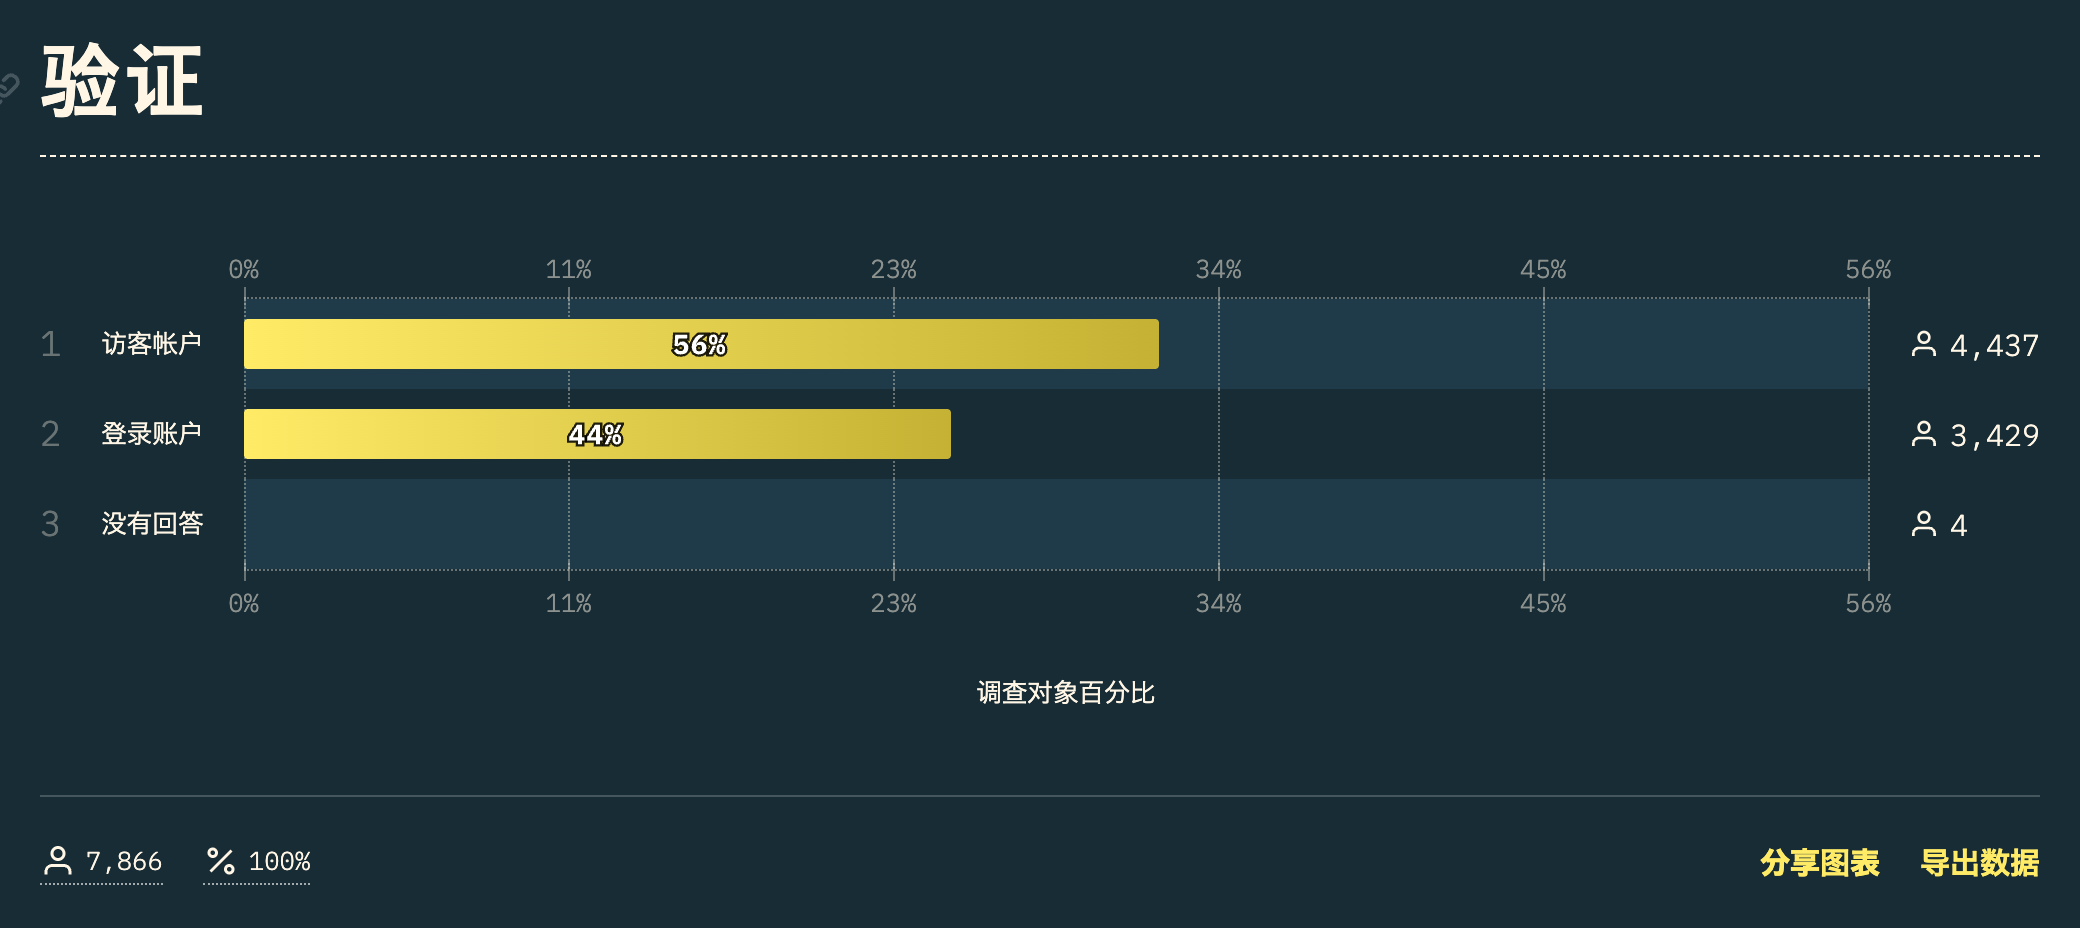 验证
0% 11% 23% 34% 45% 56%
1 访客帐户 56% 4,437
2 登录账户 44% 3,429
3 没有回答 4
0% 11% 23% 34% 45% 56%
调查对象百分比
7,866 100% 分享图表 导出数据